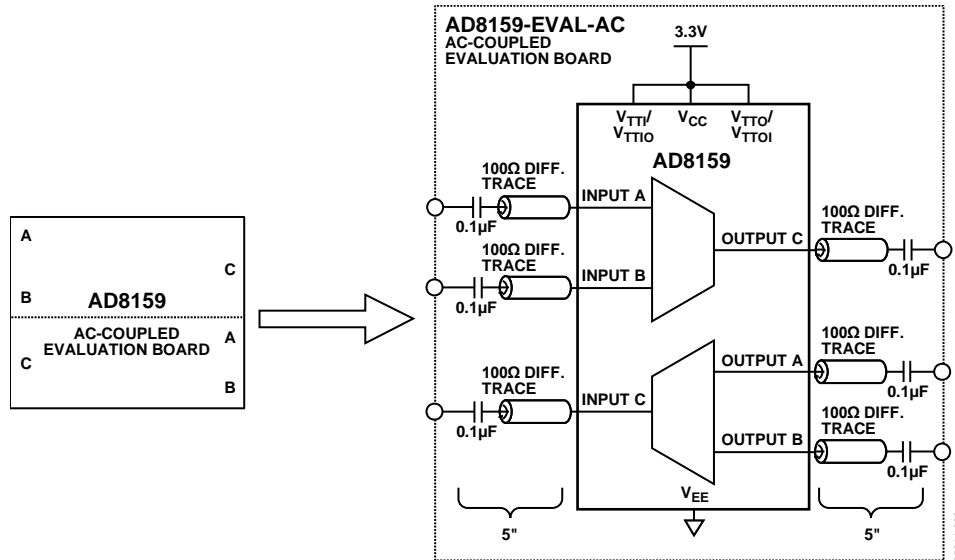 A
B
C
AD8159
AC-COUPLED
EVALUATION BOARD
C
A
B
AD8159-EVAL-AC
AC-COUPLED
EVALUATION BOARD
3.3V
VTTI/
VTTIO
VCC
VTTO/
VTTOI
AD8159
100Ω DIFF.
TRACE
0.1µF
INPUT A
100Ω DIFF.
TRACE
0.1µF
INPUT B
OUTPUT C
100Ω DIFF.
TRACE
0.1µF
100Ω DIFF.
TRACE
0.1µF
INPUT C
OUTPUT A
100Ω DIFF.
TRACE
0.1µF
OUTPUT B
100Ω DIFF.
TRACE
0.1µF
VEE
5"
5"